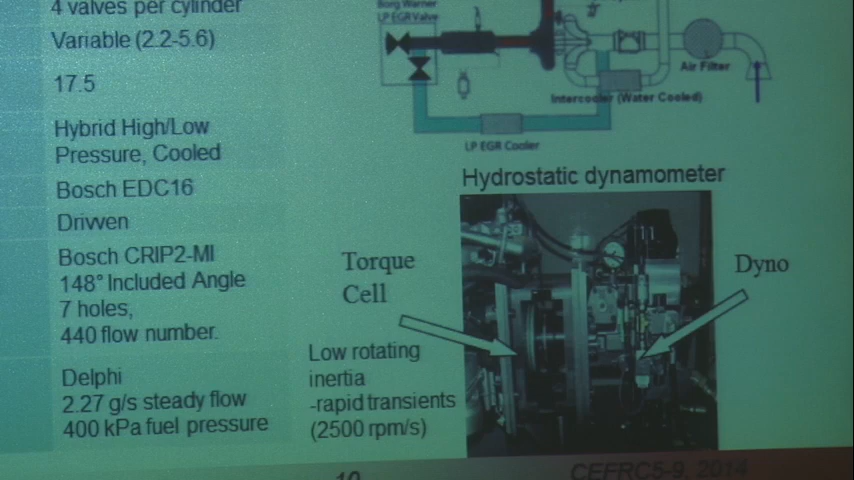 4 valves per cylinder
Variable (2.2-5.6)
17.5
Hybrid High/Low
Pressure, Cooled
Bosch EDC16
Drivven
Bosch CRIP2-MI
148° Included Angle
7 holes,
440 flow number.
Delphi
2.27 g/s steady flow
400 kPa fuel pressure
Borg Warner
LP EGR Valve
Air Filter
Intercooler (Water Cooled)
LP EGR Cooler
Hydrostatic dynamometer
Torque
Cell
Dyno
Low rotating
inertia
-rapid transients
(2500 rpm/s)
10
CEFRC5-9, 2014